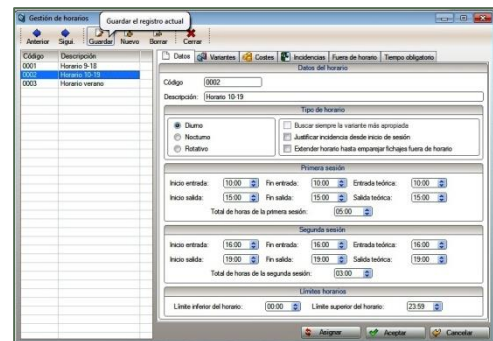 Gestión de horarios
Guardar el registro actual
Anterior Sigui. Guardar Nuevo Borrar Cerrar
Código Descripción
0001 Horario 9-18
0002 Horario 10-19
0003 Horario verano
Datos Variantes Costes Incidencias Fuera de horario Tiempo obligatorio
Datos del horario
Código 0002
Descripción: Horario 10-19
Tipo de horario
Diurno
Nocturno
Rotativo
Buscar siempre la variante más apropiada
Justificar incidencia desde inicio de sesión
Extender horario hasta emparejar fichajes fuera de horario
Primera sesión
Inicio entrada: 10:00 Fin entrada: 10:00 Entrada teórica: 10:00
Inicio salida: 15:00 Fin salida: 15:00 Salida teórica: 15:00
Total de horas de la primera sesión: 05:00
Segunda sesión
Inicio entrada: 16:00 Fin entrada: 16:00 Entrada teórica: 16:00
Inicio salida: 19:00 Fin salida: 19:00 Salida teórica: 19:00
Total de horas de la segunda sesión: 03:00
Límites horarios
Límite inferior del horario: 00:00 Límite superior del horario: 23:59
Asignar Aceptar Cancelar